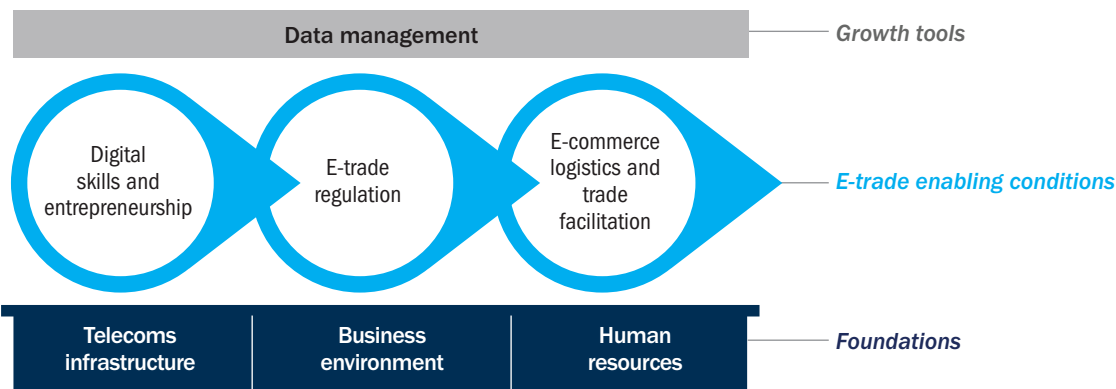 Data management
Growth tools
Digital
skills and
entrepreneurship
E-trade
regulation
E-commerce
logistics and
trade
facilitation
E-trade enabling conditions
Telecoms
infrastructure
Business
environment
Human
resources
Foundations